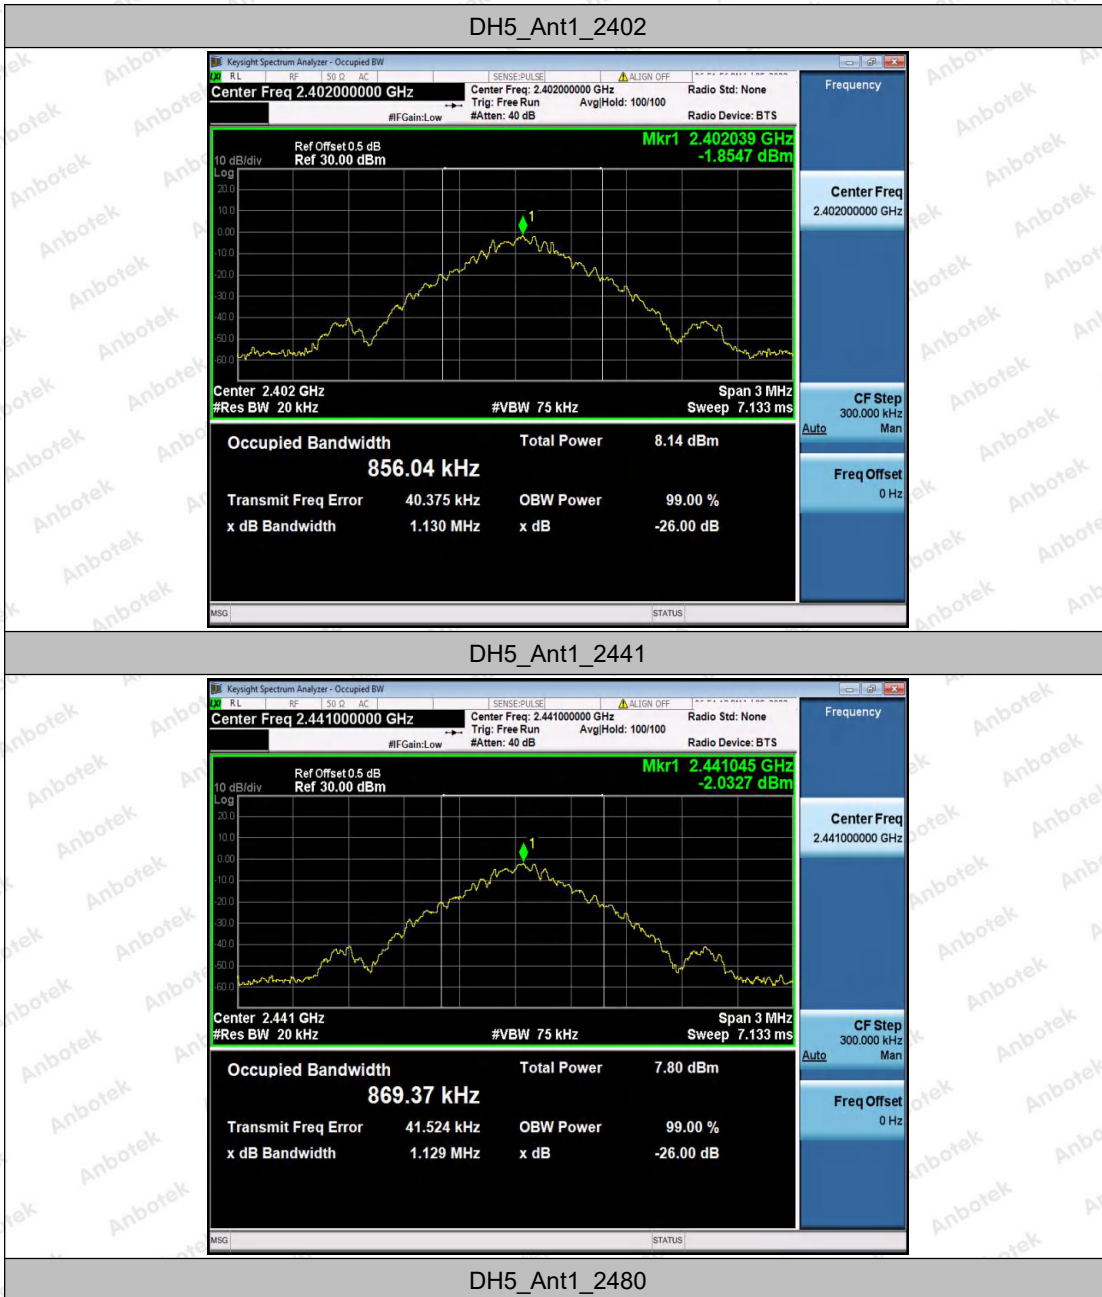 DH5_Ant1_2402
Keysight Spectrum Analyzer - Occupied BW
RL RF 50 Ω AC SENSE:PULSE ALIGN OFF
Center Freq 2.402000000 GHz
Center Freq: 2.402000000 GHz
Radio Std: None
Trig: Free Run Avg|Hold: 100/100
#IFGain:Low #Atten: 40 dB Radio Device: BTS
Frequency
Mkr1 2.402039 GHz
-1.8547 dBm
Ref Offset 0.5 dB
10 dB/div Ref 30.00 dBm
Log
20.0
10.0
0.00
-10.0
-20.0
-30.0
-40.0
-50.0
-60.0
1
Center 2.402 GHz Span 3 MHz
#Res BW 20 kHz #VBW 75 kHz Sweep 7.133 ms
Center Freq
2.402000000 GHz
CF Step
300.000 kHz
Auto Man
Freq Offset
0 Hz
Occupied Bandwidth Total Power 8.14 dBm
856.04 kHz
Transmit Freq Error 40.375 kHz OBW Power 99.00 %
x dB Bandwidth 1.130 MHz x dB -26.00 dB
MSG STATUS
DH5_Ant1_2441
Keysight Spectrum Analyzer - Occupied BW
RL RF 50 Ω AC SENSE:PULSE ALIGN OFF
Center Freq 2.441000000 GHz
Center Freq: 2.441000000 GHz
Radio Std: None
Trig: Free Run Avg|Hold: 100/100
#IFGain:Low #Atten: 40 dB Radio Device: BTS
Frequency
Mkr1 2.441045 GHz
-2.0327 dBm
Ref Offset 0.5 dB
10 dB/div Ref 30.00 dBm
Log
20.0
10.0
0.00
-10.0
-20.0
-30.0
-40.0
-50.0
-60.0
1
Center 2.441 GHz Span 3 MHz
#Res BW 20 kHz #VBW 75 kHz Sweep 7.133 ms
Center Freq
2.441000000 GHz
CF Step
300.000 kHz
Auto Man
Freq Offset
0 Hz
Occupied Bandwidth Total Power 7.80 dBm
869.37 kHz
Transmit Freq Error 41.524 kHz OBW Power 99.00 %
x dB Bandwidth 1.129 MHz x dB -26.00 dB
MSG STATUS
DH5_Ant1_2480